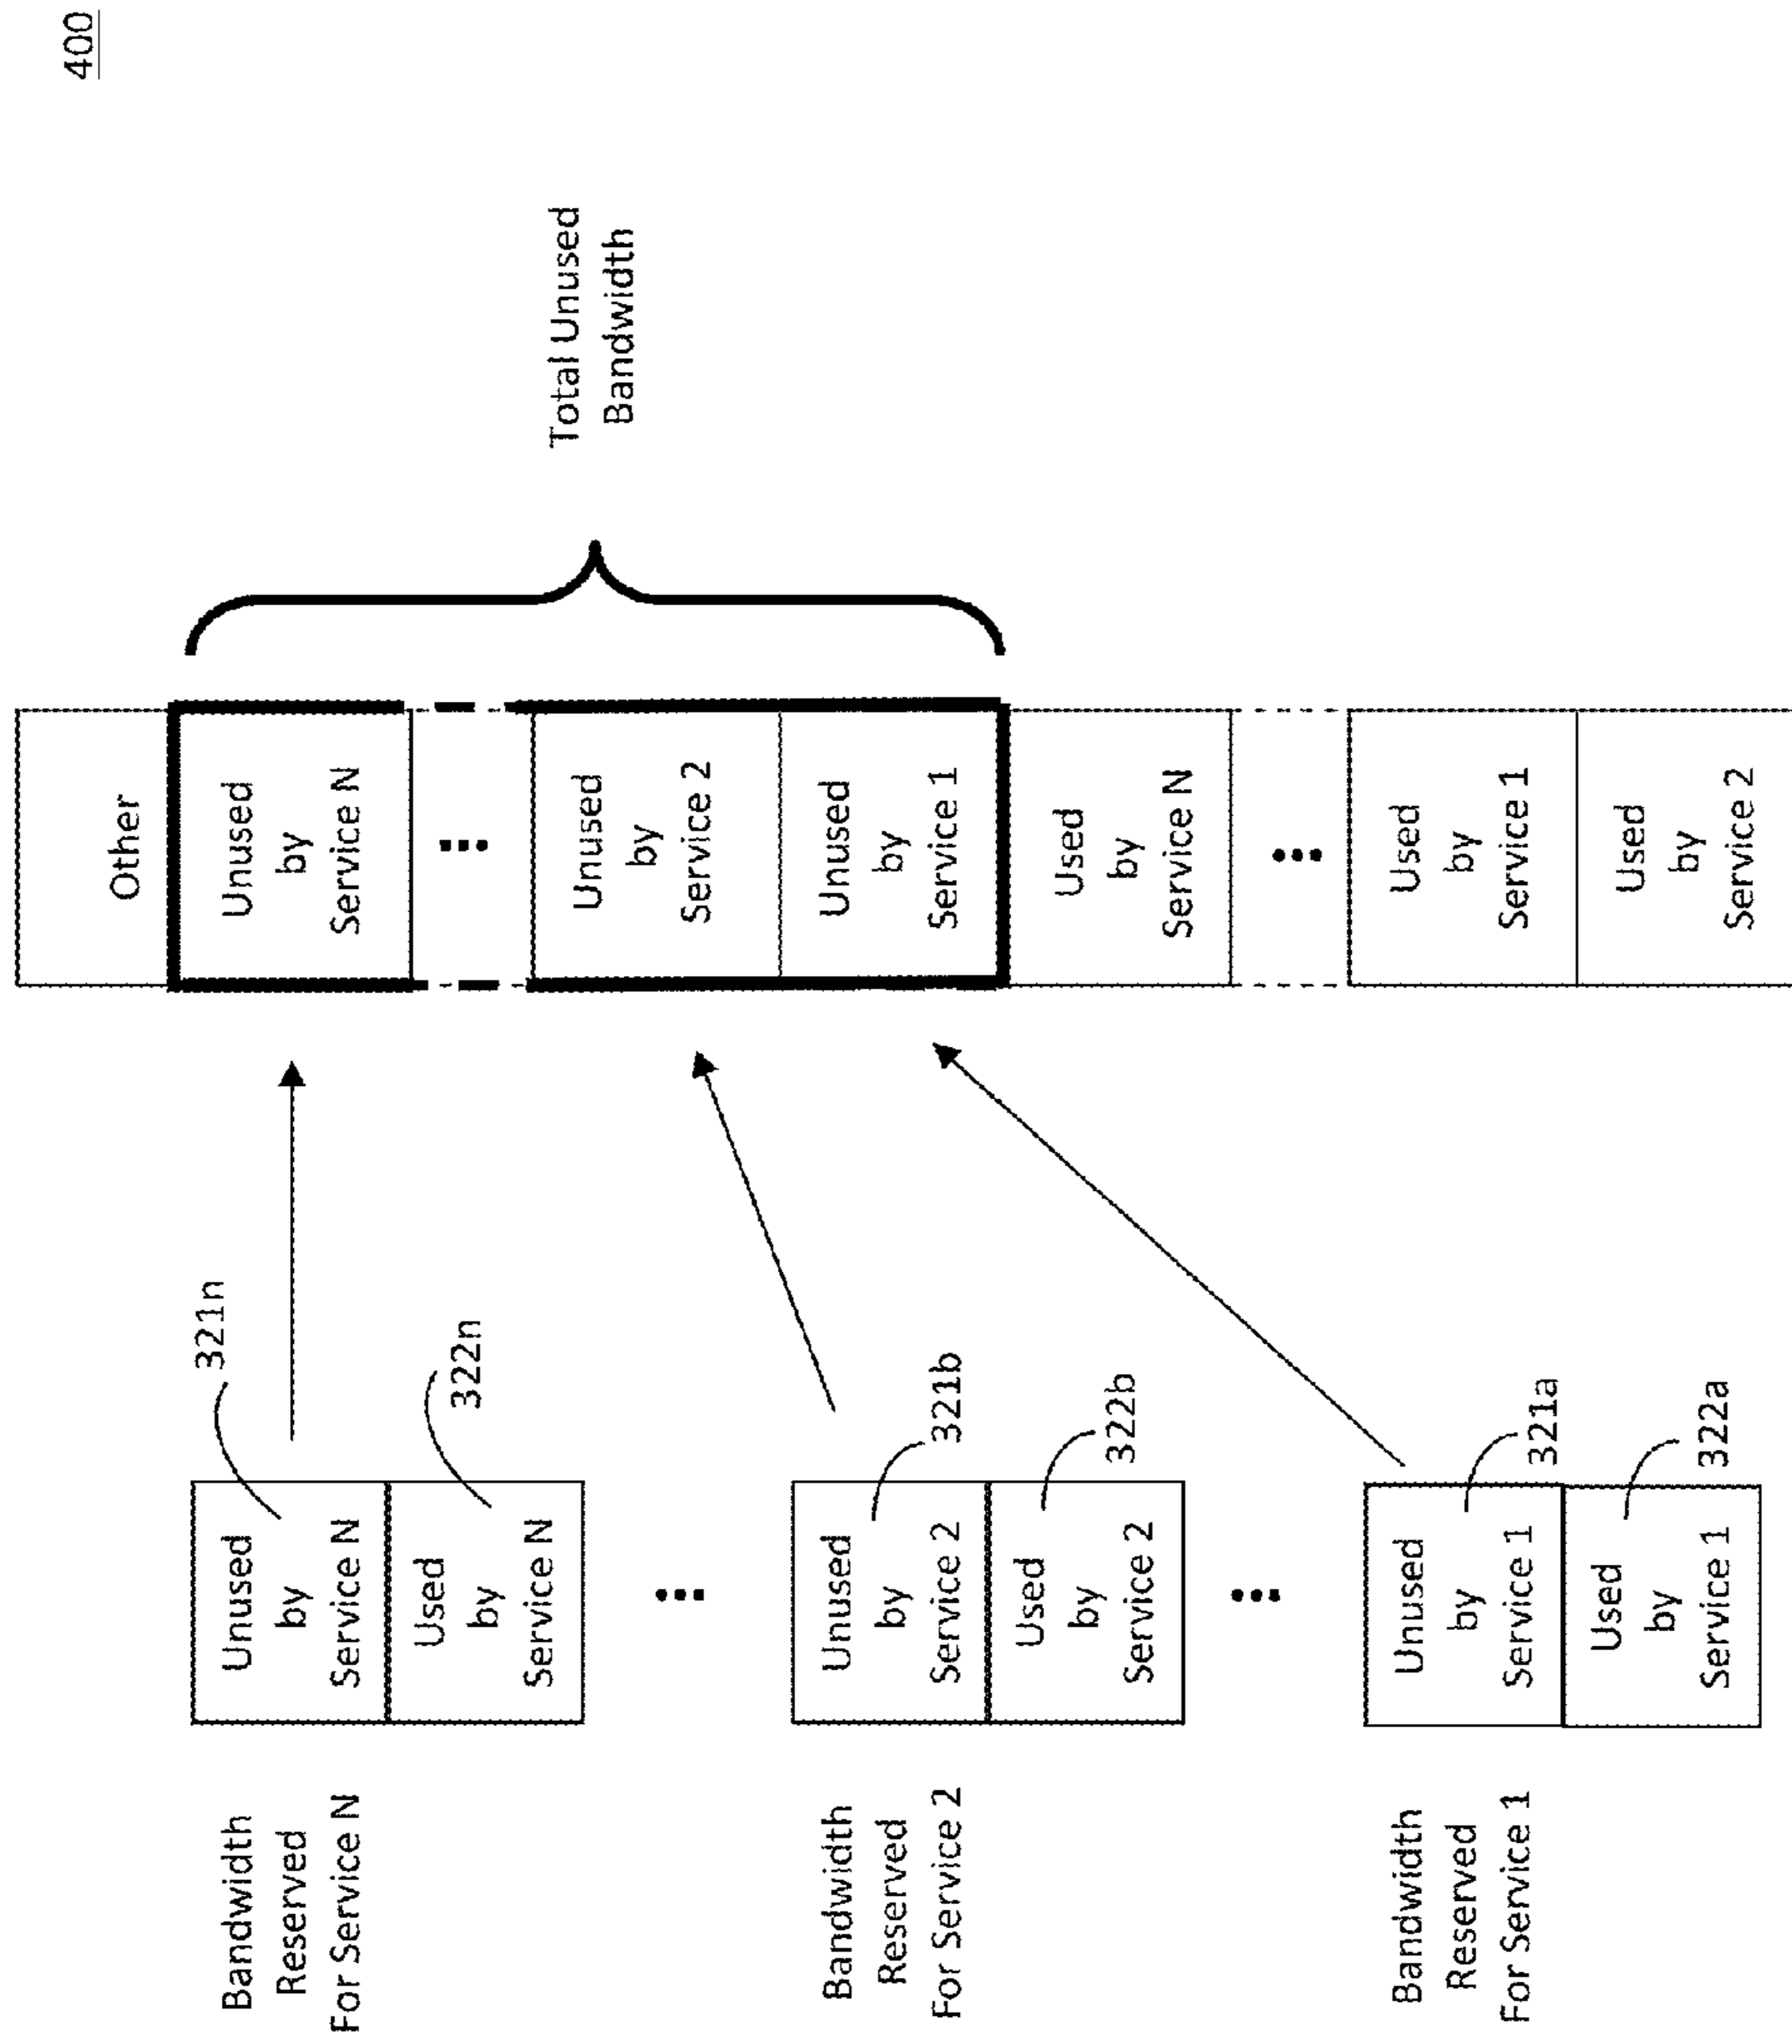 400
Bandwidth
Reserved
For Service N
Unused
by
Service N
321n
Used
by
Service N
322n
Bandwidth
Reserved
For Service 2
Unused
by
Service 2
321b
Used
by
Service 2
322b
Bandwidth
Reserved
For Service 1
Unused
by
Service 1
321a
Used
by
Service 1
322a
Other
Unused
by
Service N
Unused
by
Service 2
Unused
by
Service 1
Used
by
Service N
Used
by
Service 1
Used
by
Service 2
Total Unused
Bandwidth